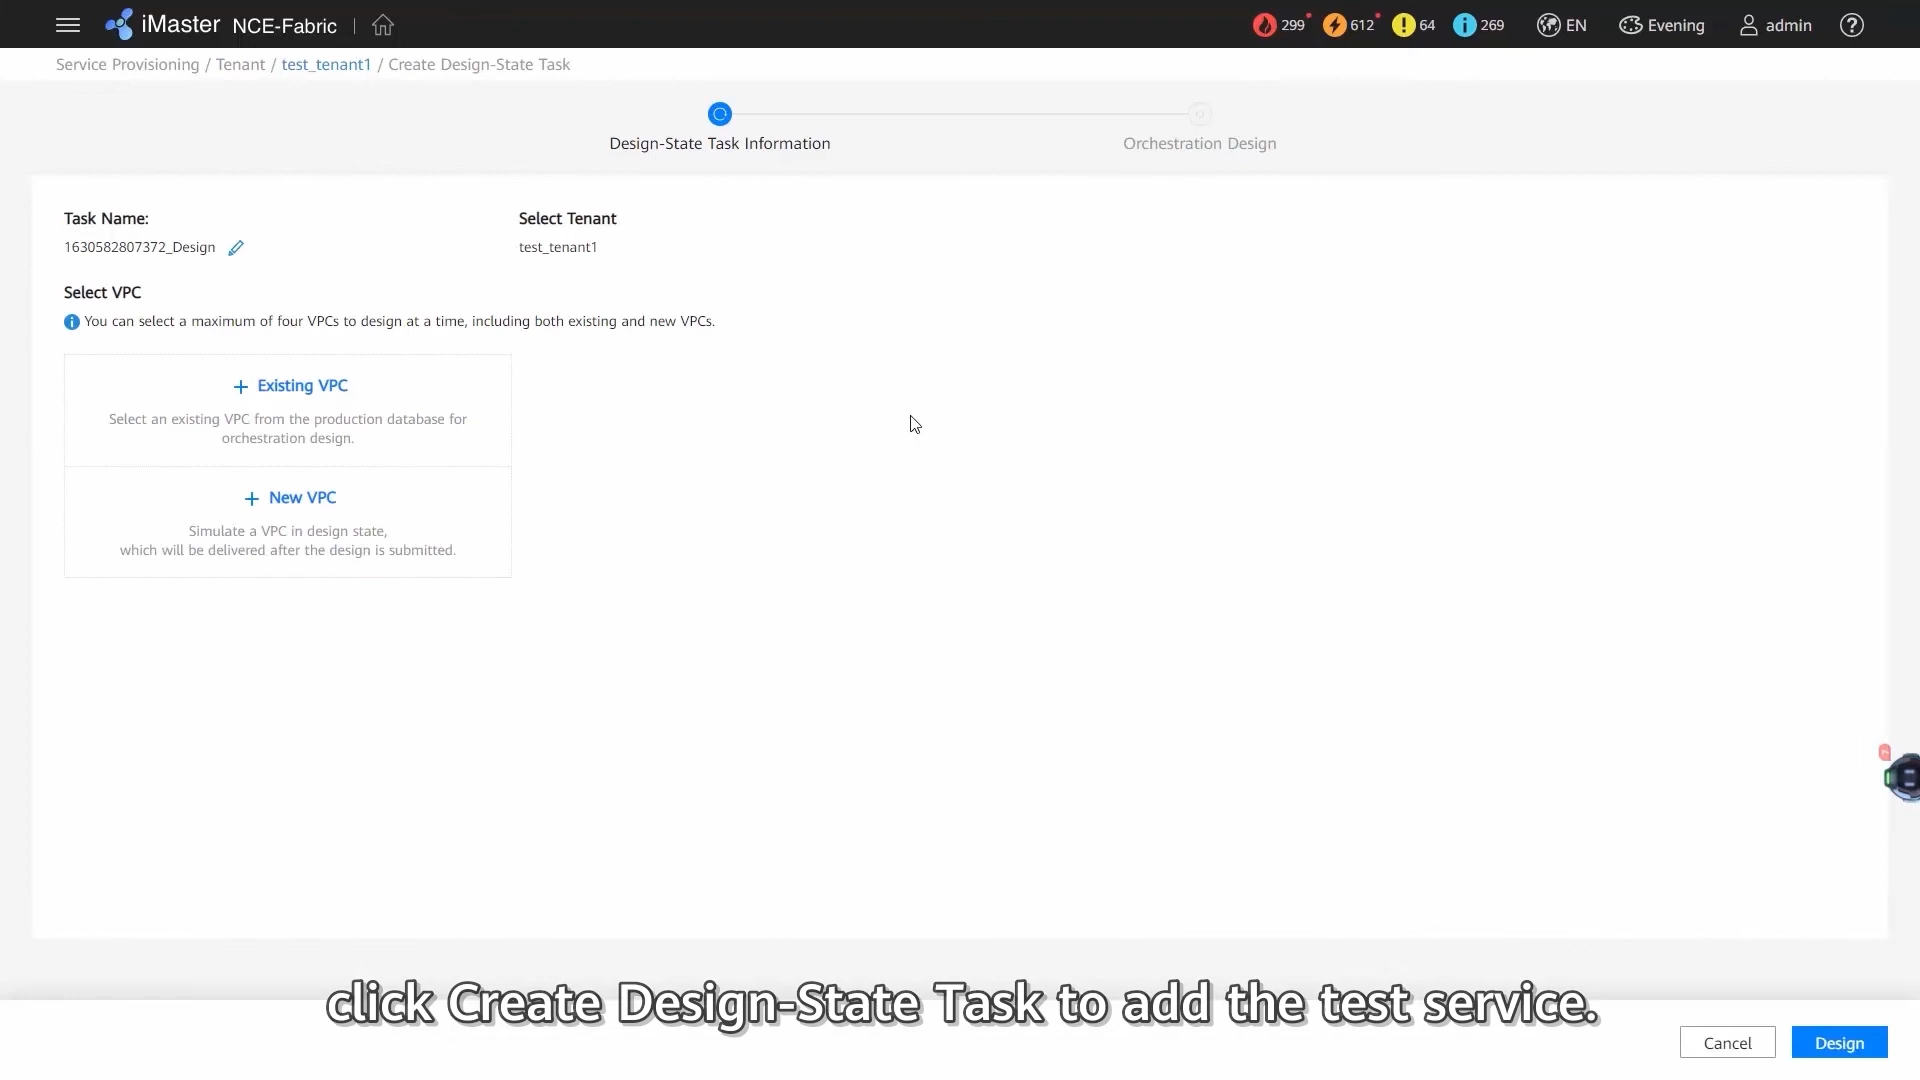 iMaster NCE-Fabric | 299 612 64 269 EN Evening admin ?
Service Provisioning / Tenant / test_tenant1 / Create Design-State Task
Design-State Task Information Orchestration Design
Task Name: Select Tenant
1630582807372_Design test_tenant1
Select VPC
You can select a maximum of four VPCs to design at a time, including both existing and new VPCs.
+ Existing VPC
Select an existing VPC from the production database for
orchestration design.
+ New VPC
Simulate a VPC in design state,
which will be delivered after the design is submitted.
click Create Design-State Task to add the test service.
Cancel Design